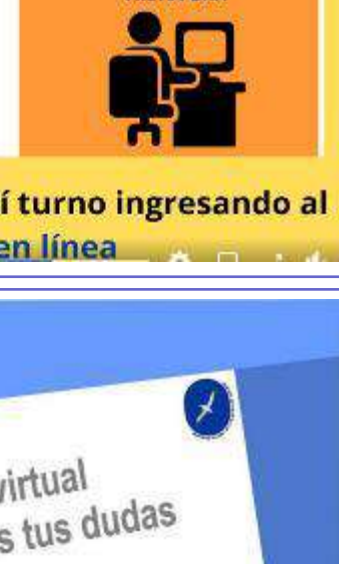 í turno ingresando al
en línea
virtual
s tus dudas